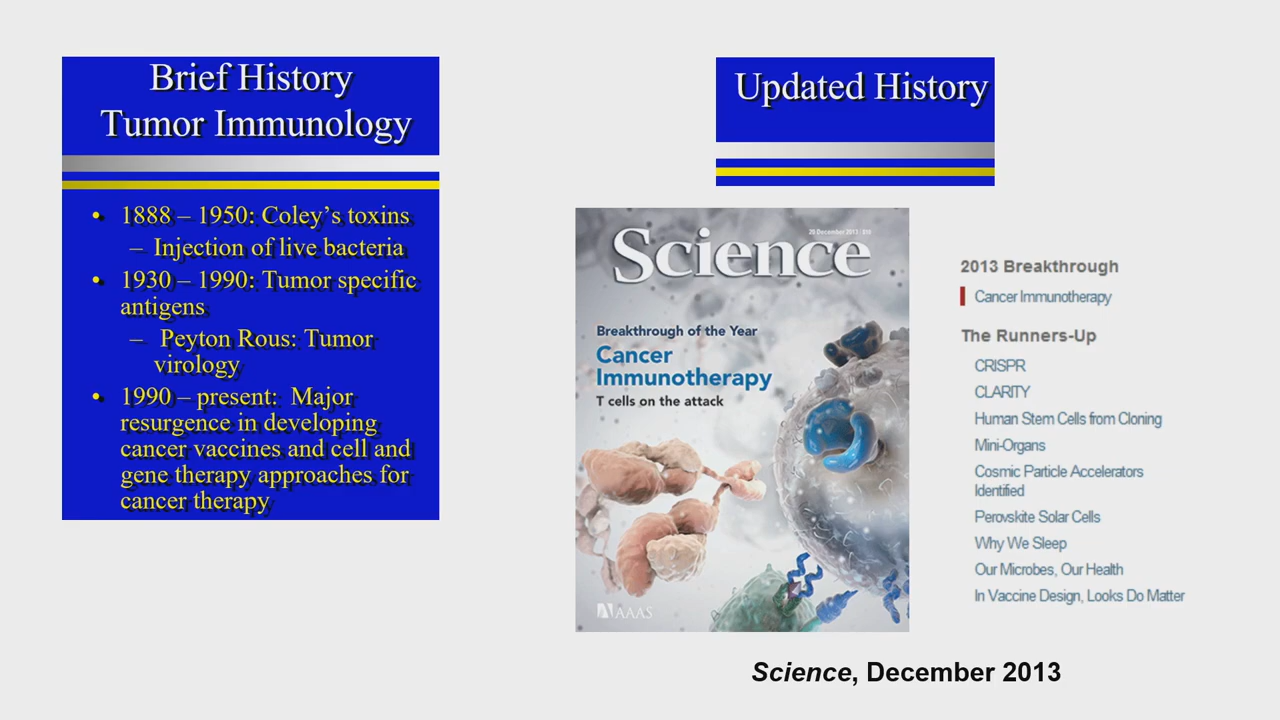 Brief History
Tumor Immunology
• 1888 – 1950: Coley's toxins
– Injection of live bacteria
• 1930 – 1990: Tumor specific
antigens
– Peyton Rous: Tumor
virology
• 1990 – present: Major
resurgence in developing
cancer vaccines and cell and
gene therapy approaches for
cancer therapy
Updated History
20 December 2013 | $10
Science
Breakthrough of the Year
Cancer
Immunotherapy
T cells on the attack
AAAS
2013 Breakthrough
Cancer Immunotherapy
The Runners-Up
CRISPR
CLARITY
Human Stem Cells from Cloning
Mini-Organs
Cosmic Particle Accelerators
Identified
Perovskite Solar Cells
Why We Sleep
Our Microbes, Our Health
In Vaccine Design, Looks Do Matter
Science, December 2013